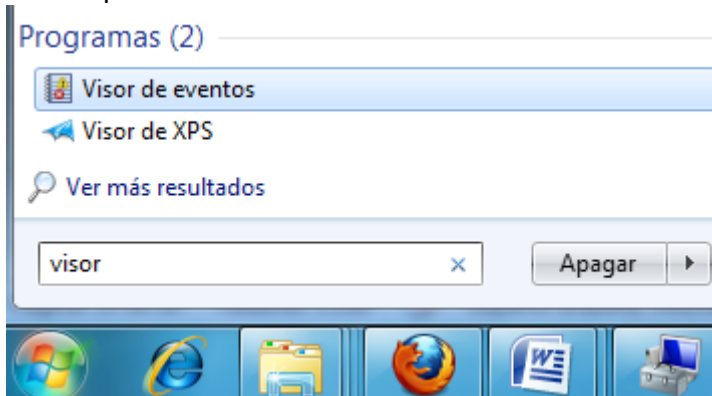 Programas (2)
Visor de eventos
Visor de XPS
Ver más resultados
visor
Apagar